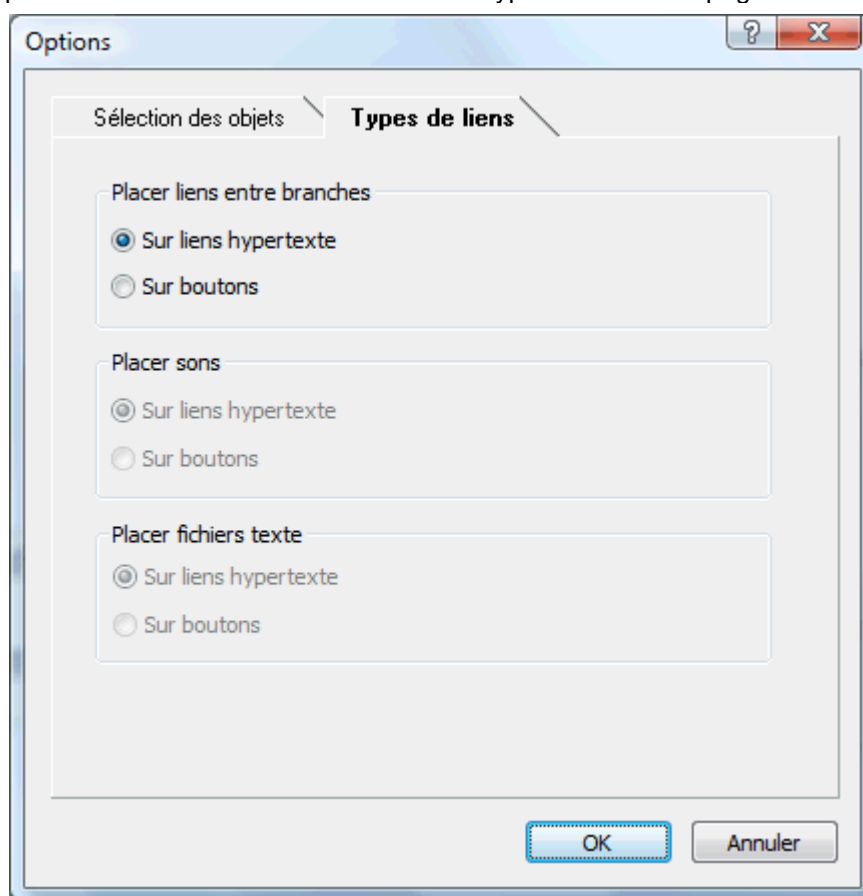 Options
Sélection des objets Types de liens
Placer liens entre branches
Sur liens hypertexte
Sur boutons
Placer sons
Sur liens hypertexte
Sur boutons
Placer fichiers texte
Sur liens hypertexte
Sur boutons
OK Annuler